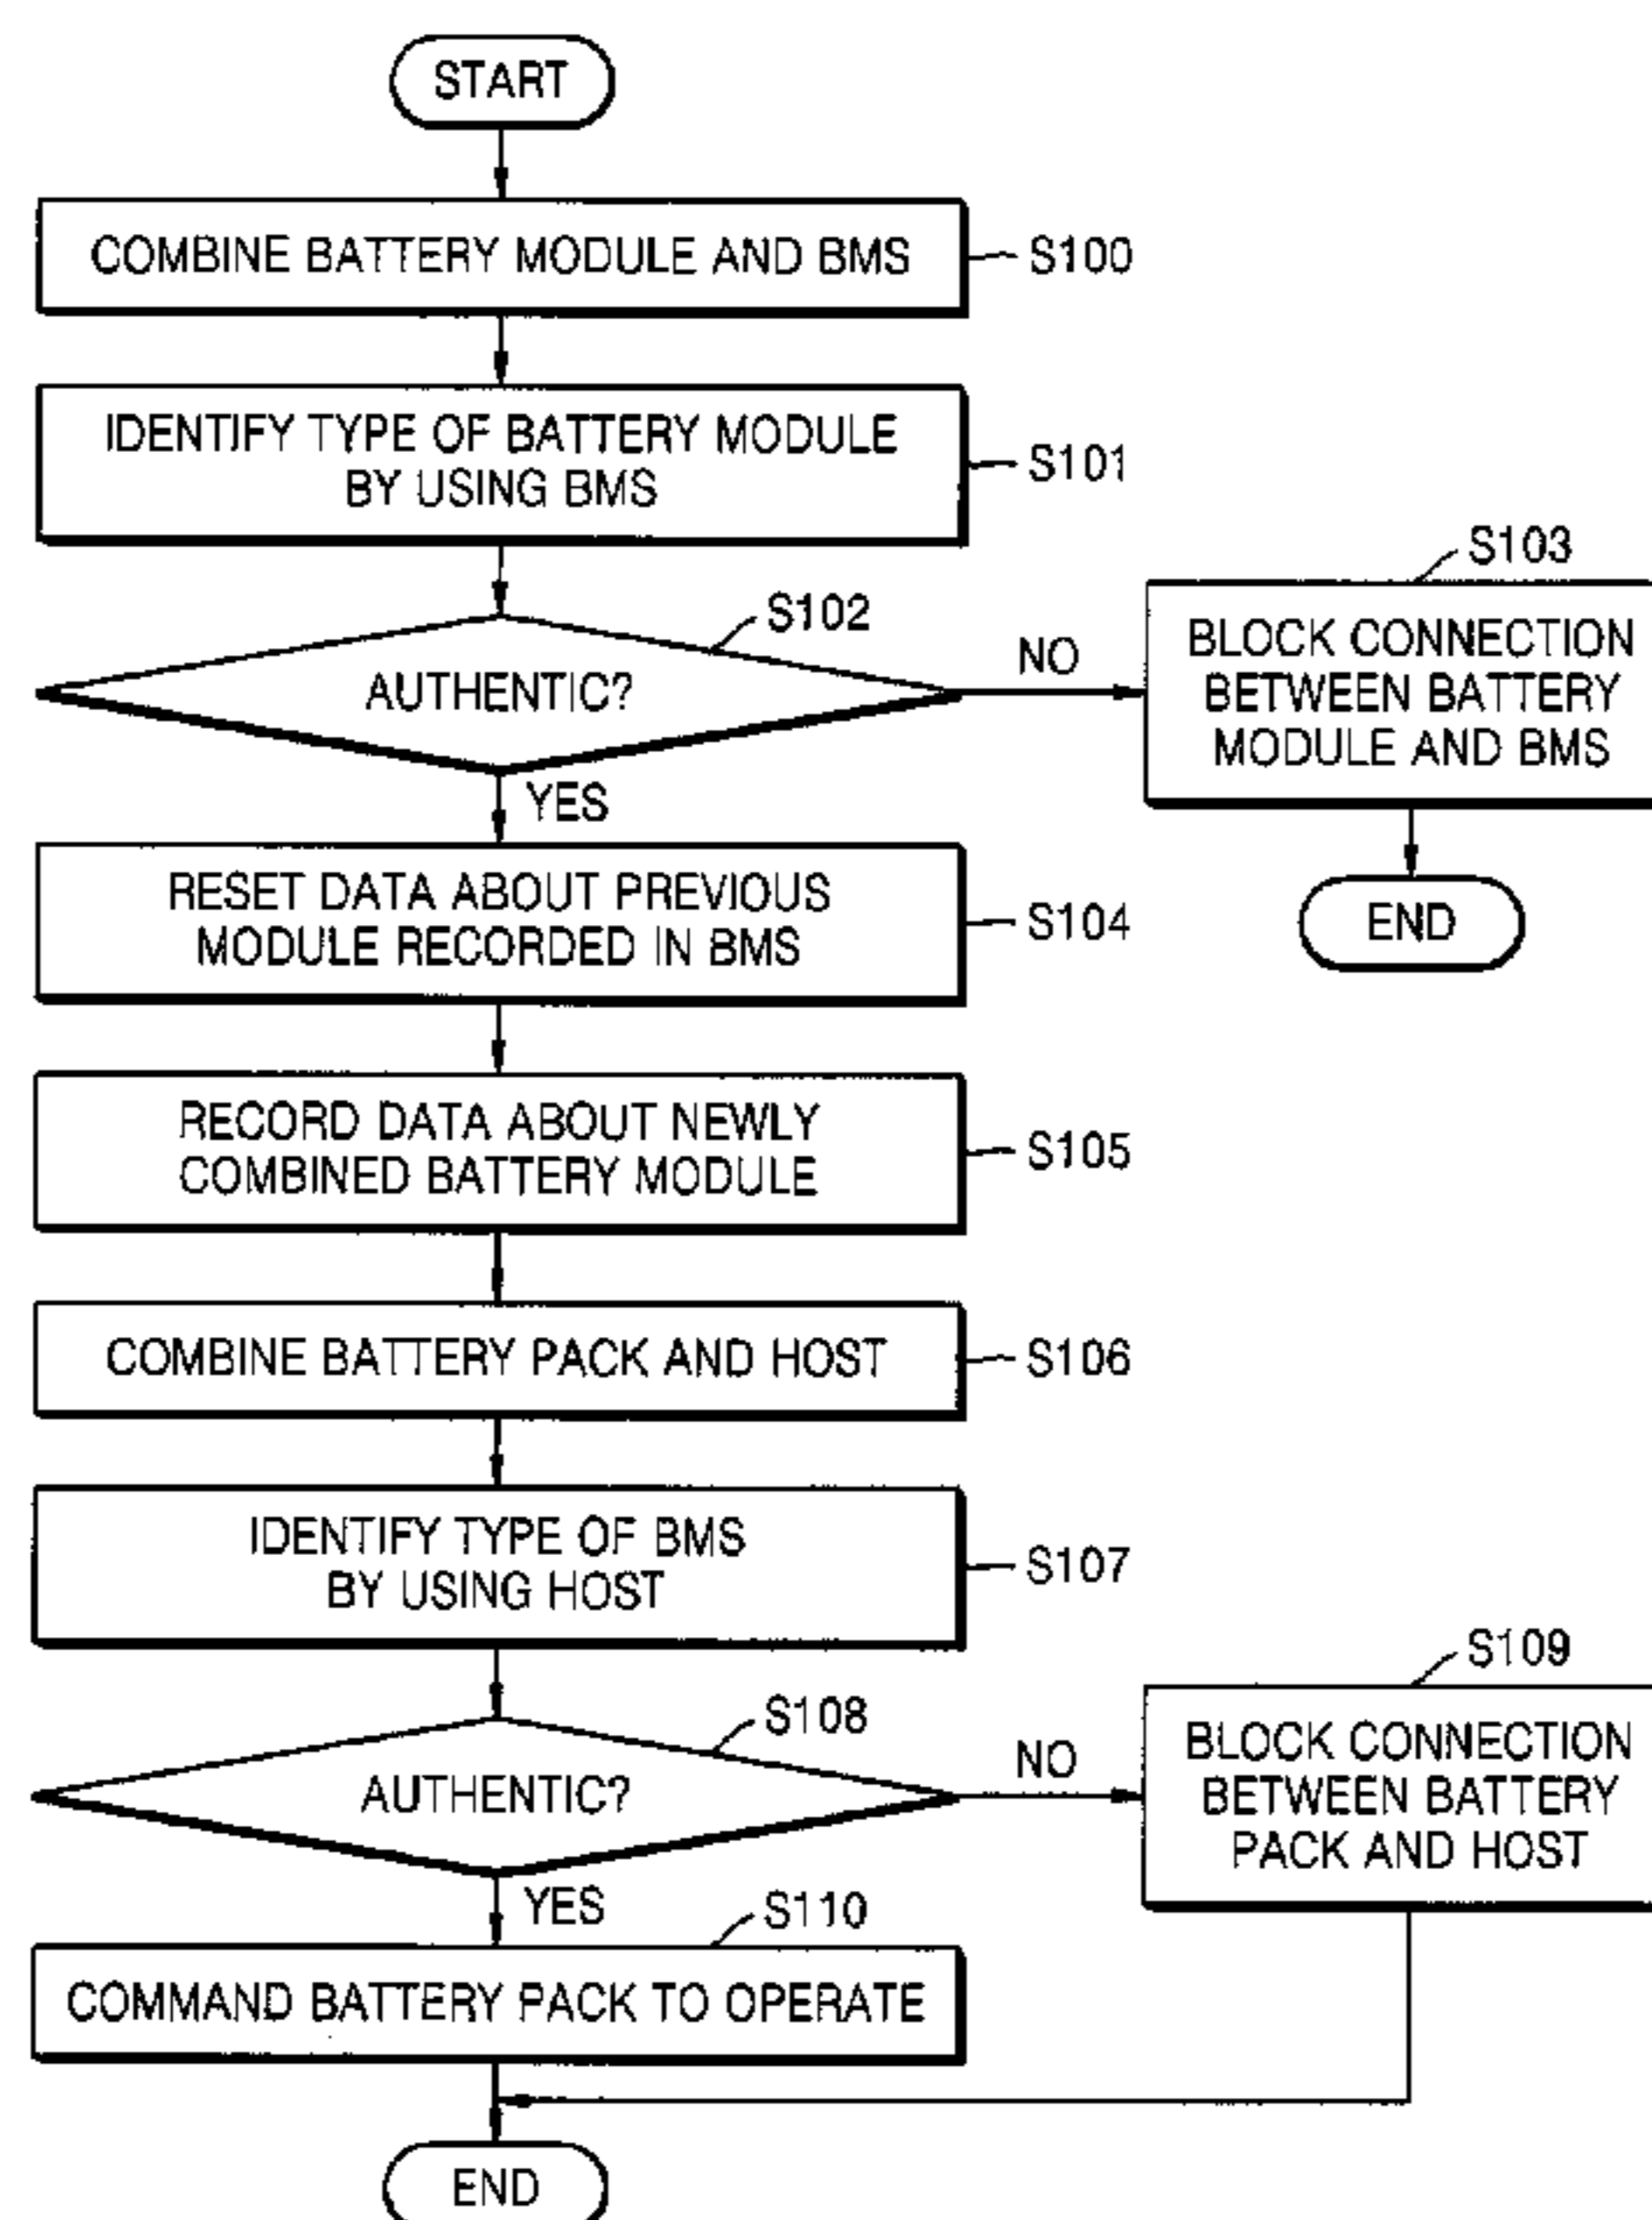 START
COMBINE BATTERY MODULE AND BMS
S100
IDENTIFY TYPE OF BATTERY MODULE
BY USING BMS
S101
S102
AUTHENTIC?
NO
YES
S103
BLOCK CONNECTION
BETWEEN BATTERY
MODULE AND BMS
END
RESET DATA ABOUT PREVIOUS
MODULE RECORDED IN BMS
S104
RECORD DATA ABOUT NEWLY
COMBINED BATTERY MODULE
S105
COMBINE BATTERY PACK AND HOST
S106
IDENTIFY TYPE OF BMS
BY USING HOST
S107
S108
AUTHENTIC?
NO
YES
S109
BLOCK CONNECTION
BETWEEN BATTERY
PACK AND HOST
S110
COMMAND BATTERY PACK TO OPERATE
END